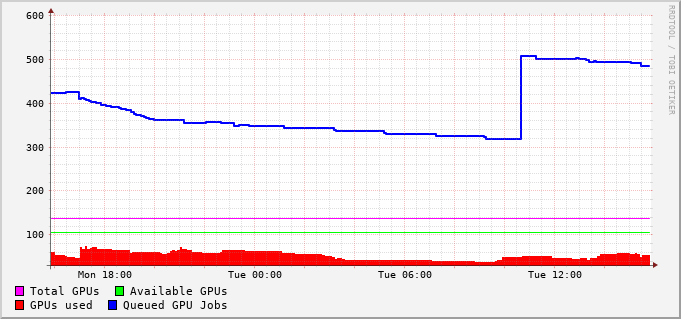 600
500
400
300
200
100
Mon 18:00 Tue 00:00 Tue 06:00 Tue 12:00
Total GPUs Available GPUs
GPUs used Queued GPU Jobs
RRDTOOL / TOBI OETIKER